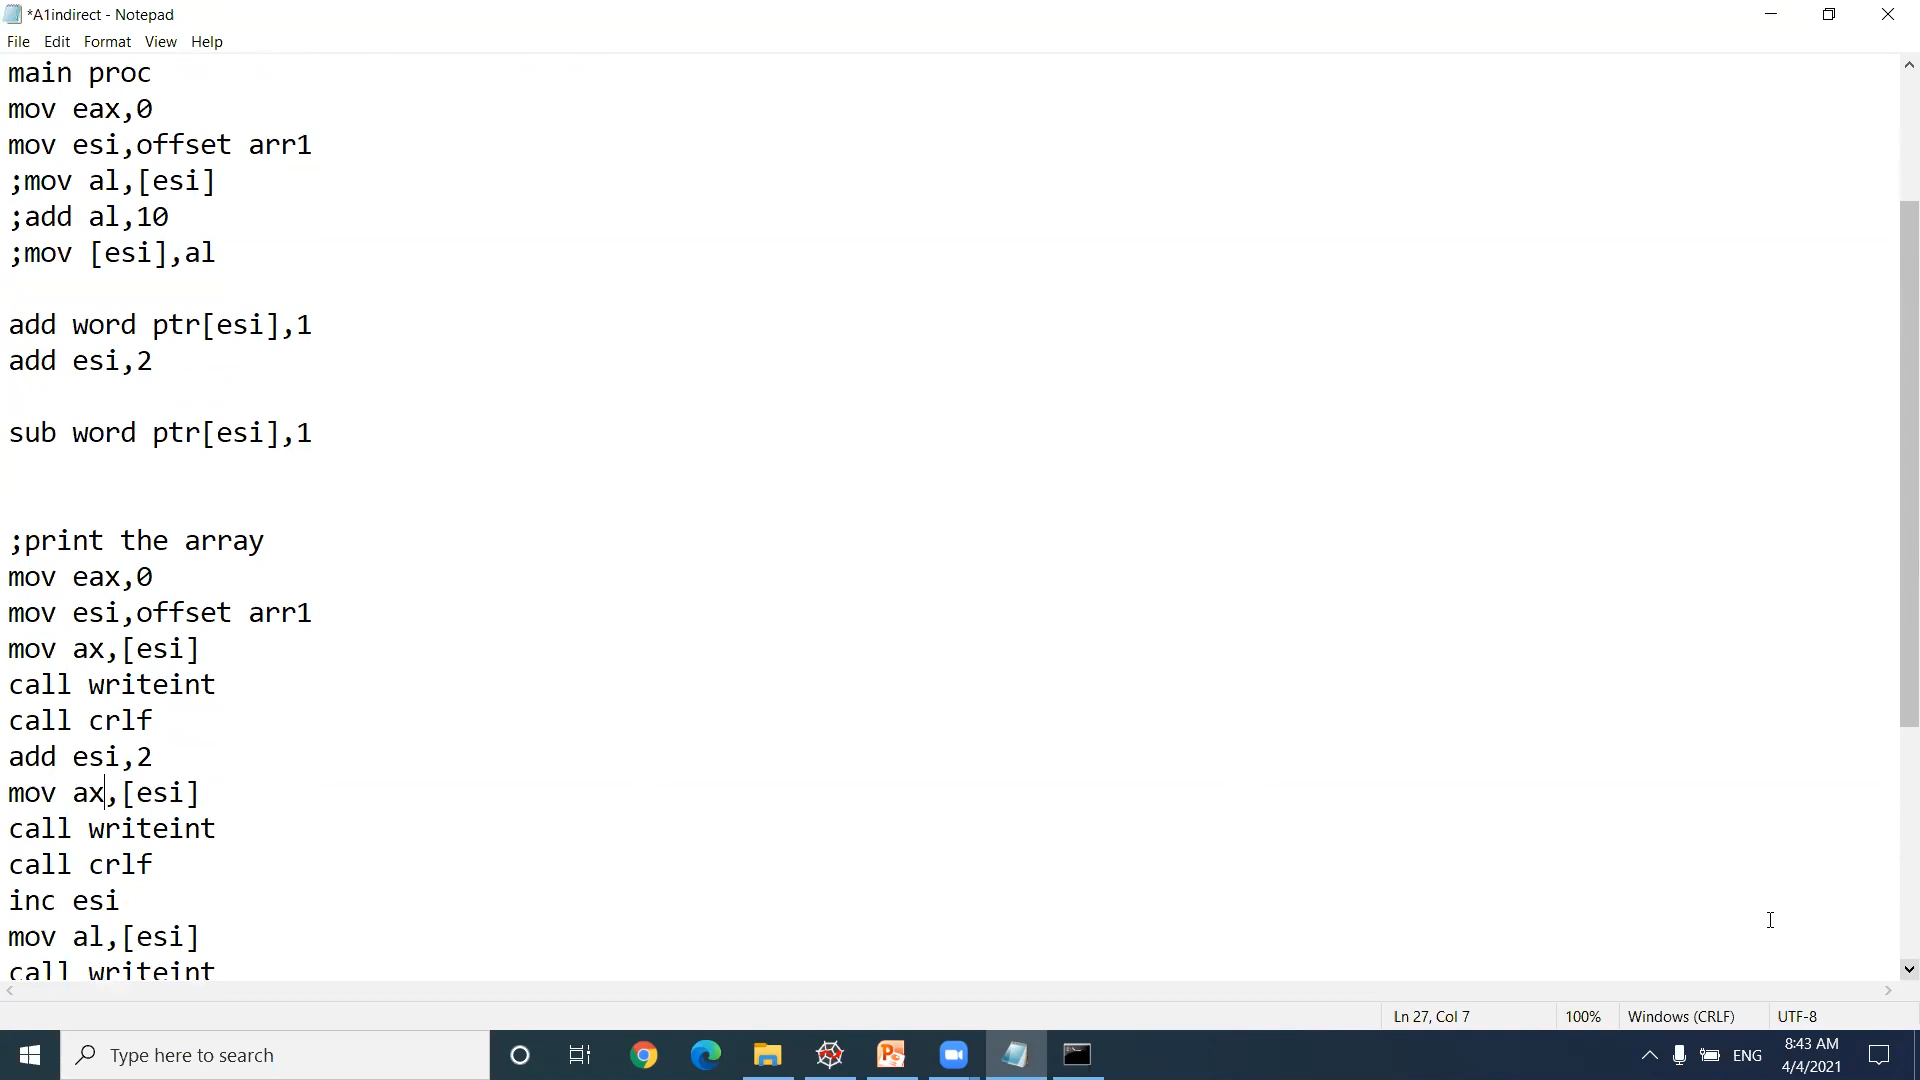 *A1indirect - Notepad
File Edit Format View Help
main proc
mov eax,0
mov esi,offset arr1
;mov al,[esi]
;add al,10
;mov [esi],al
add word ptr[esi],1
add esi,2
sub word ptr[esi],1
;print the array
mov eax,0
mov esi,offset arr1
mov ax,[esi]
call writeint
call crlf
add esi,2
mov ax,[esi]
call writeint
call crlf
inc esi
mov al,[esi]
call writeint
Ln 27, Col 7 100% Windows (CRLF) UTF-8
Type here to search
ENG
8:43 AM
4/4/2021